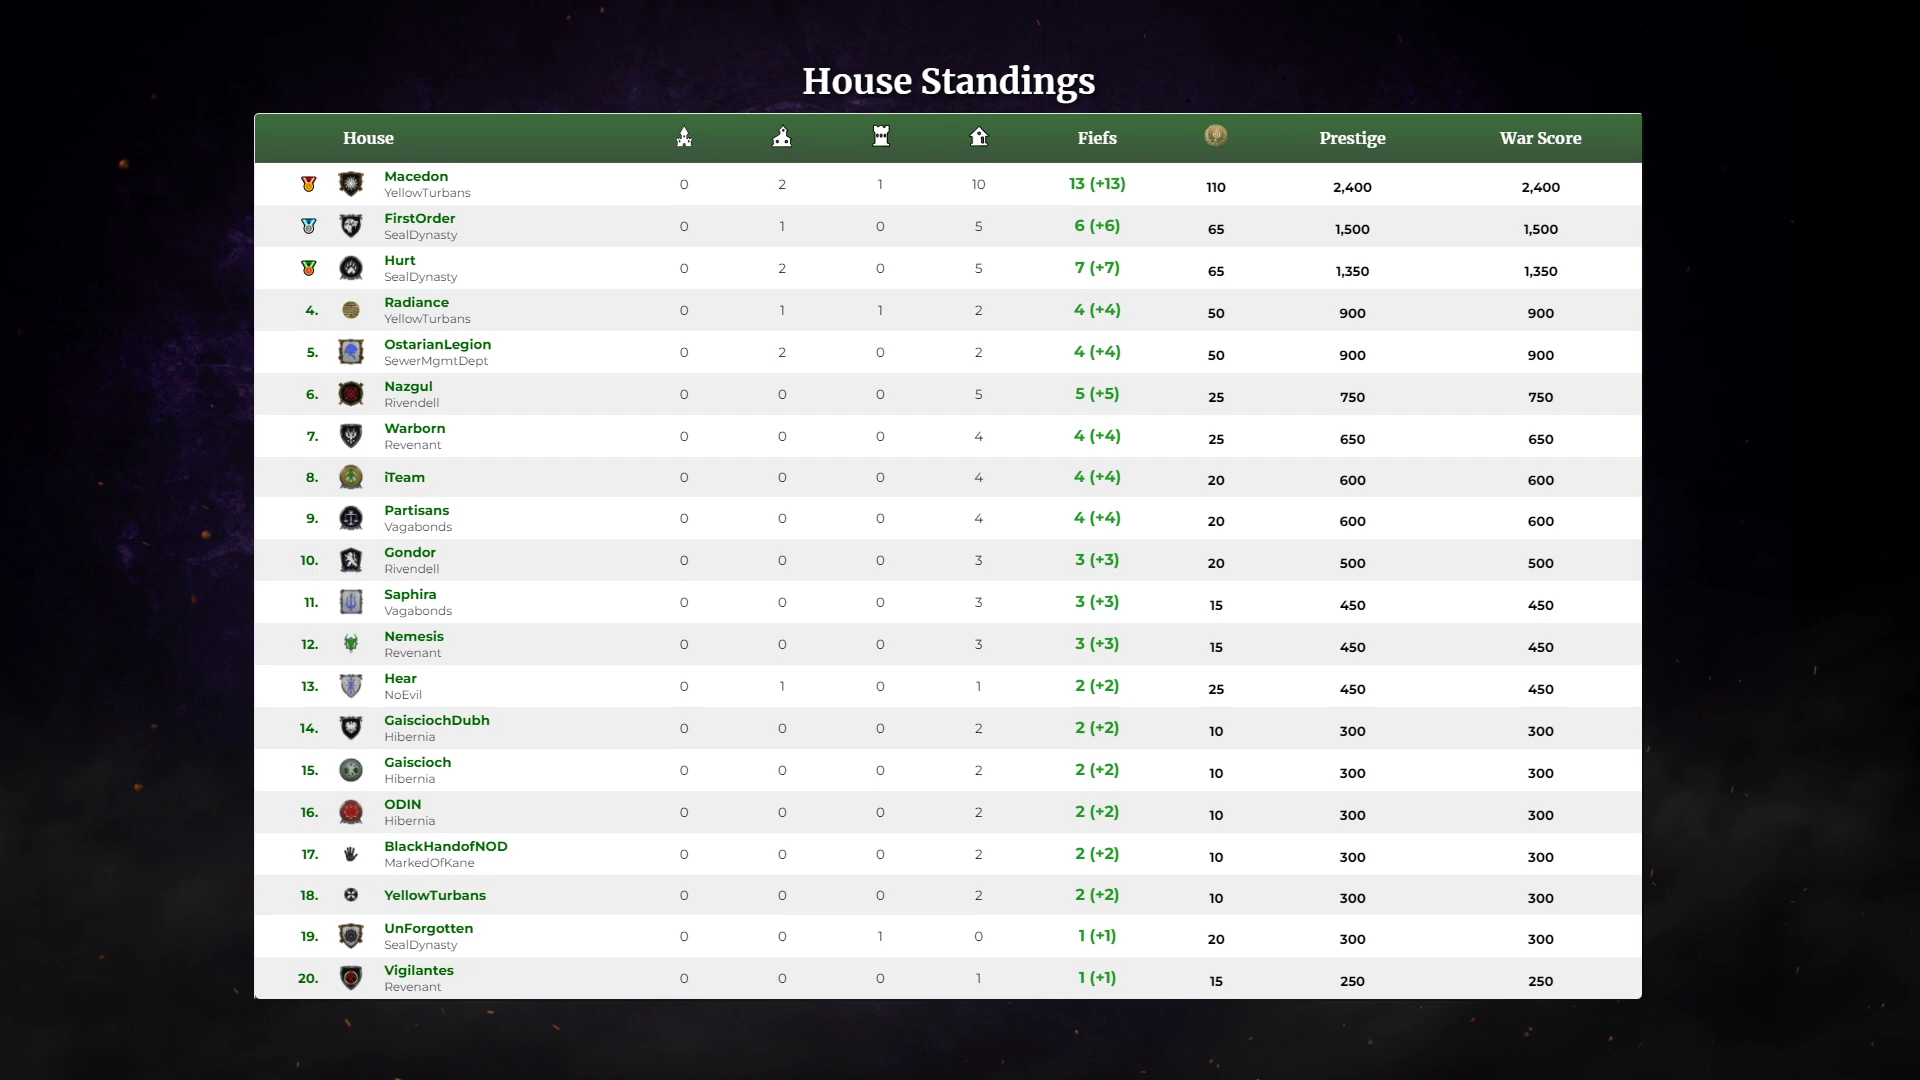 House Standings
House Fiefs Prestige War Score
Macedon 0 2 1 10 13 (+13) 110 2,400 2,400
YellowTurbans
FirstOrder 0 1 0 5 6 (+6) 65 1,500 1,500
SealDynasty
Hurt 0 2 0 5 7 (+7) 65 1,350 1,350
SealDynasty
4. Radiance 0 1 1 2 4 (+4) 50 900 900
YellowTurbans
5. OstarianLegion 0 2 0 2 4 (+4) 50 900 900
SewerMgmtDept
6. Nazgul 0 0 0 5 5 (+5) 25 750 750
Rivendell
7. Warborn 0 0 0 4 4 (+4) 25 650 650
Revenant
8. iTeam 0 0 0 4 4 (+4) 20 600 600
9. Partisans 0 0 0 4 4 (+4) 20 600 600
Vagabonds
10. Gondor 0 0 0 3 3 (+3) 20 500 500
Rivendell
11. Saphira 0 0 0 3 3 (+3) 15 450 450
Vagabonds
12. Nemesis 0 0 0 3 3 (+3) 15 450 450
Revenant
13. Hear 0 1 0 1 2 (+2) 25 450 450
NoEvil
14. GaisciochDubh 0 0 0 2 2 (+2) 10 300 300
Hibernia
15. Gaiscioch 0 0 0 2 2 (+2) 10 300 300
Hibernia
16. ODIN 0 0 0 2 2 (+2) 10 300 300
Hibernia
17. BlackHandofNOD 0 0 0 2 2 (+2) 10 300 300
MarkedOfKane
18. YellowTurbans 0 0 0 2 2 (+2) 10 300 300
19. UnForgotten 0 0 1 0 1 (+1) 20 300 300
SealDynasty
20. Vigilantes 0 0 0 1 1 (+1) 15 250 250
Revenant